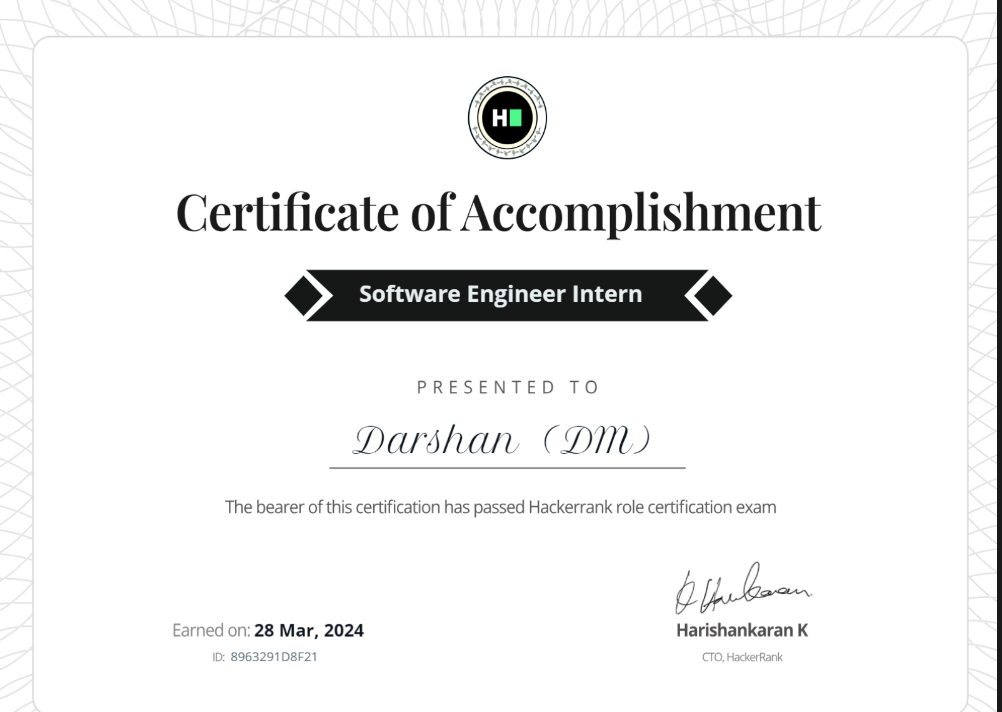 H
Certificate of Accomplishment
Software Engineer Intern
PRESENTED TO
Darshan (DM)
The bearer of this certification has passed Hackerrank role certification exam
Earned on: 28 Mar, 2024
ID: 8963291D8F21
Harishankaran K
CTO, HackerRank